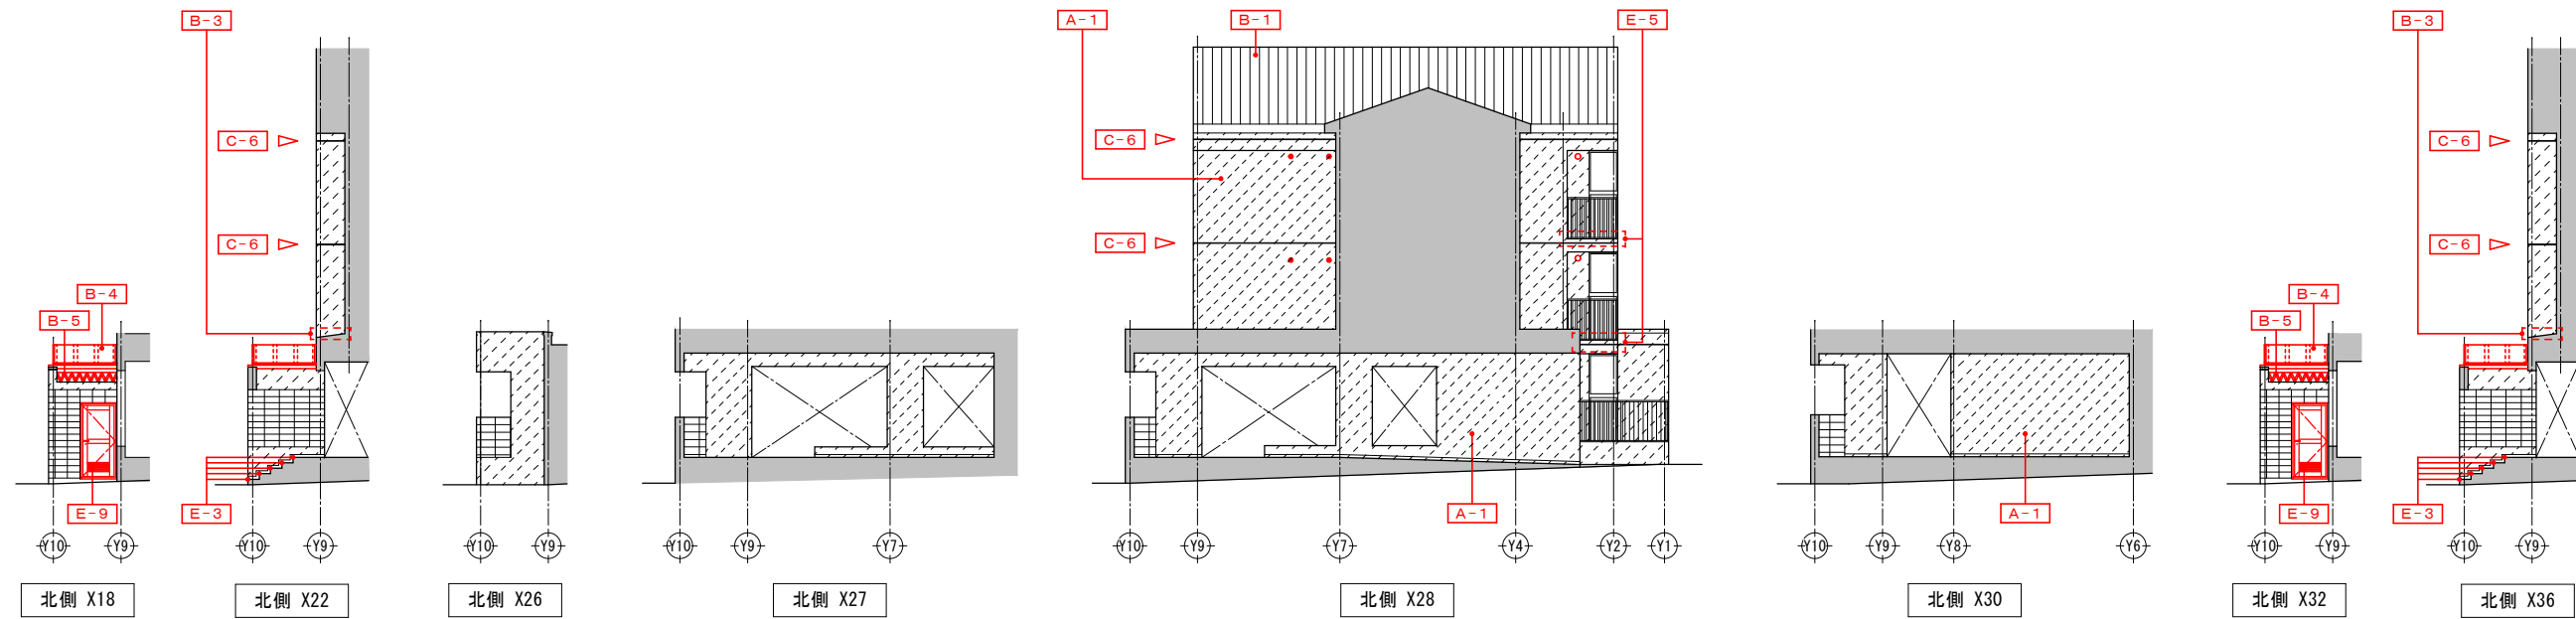 B-3
A-1
B-1
E-5
B-3
C-6
C-6
C-6
C-6
C-6
C-6
B-4
B-5
B-4
B-5
E-9
E-3
A-1
A-1
E-9
E-3
Y10 Y9
Y10 Y9
Y10 Y9
Y10 Y9 Y7
Y10 Y9 Y7 Y4 Y2 Y1
Y10 Y9 Y8 Y6
Y10 Y9
Y10 Y9
北側 X18
北側 X22
北側 X26
北側 X27
北側 X28
北側 X30
北側 X32
北側 X36